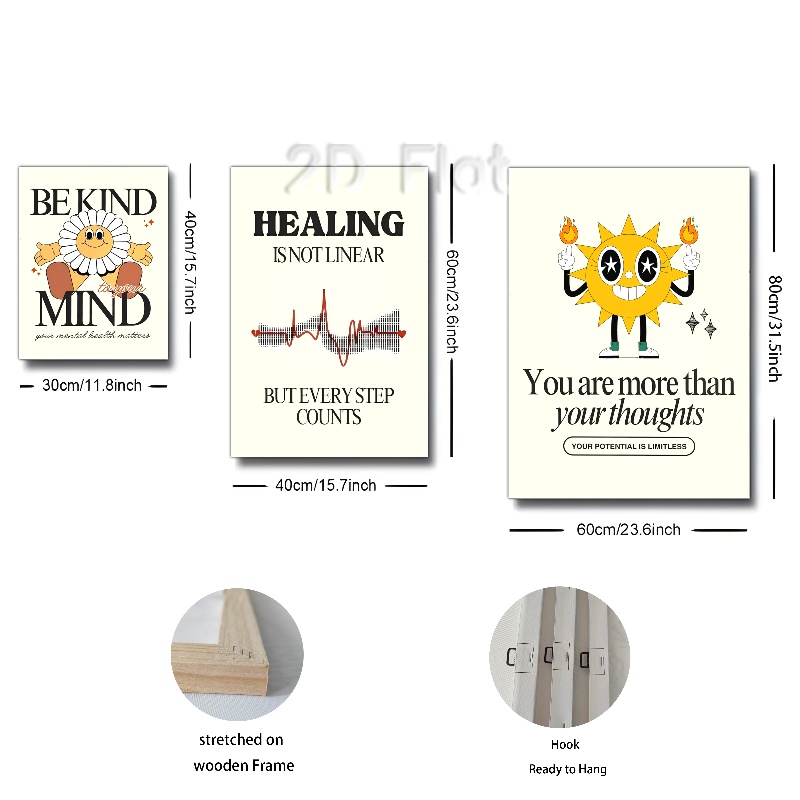 2D Flat
BE KIND
to your
MIND
your mental health matters
40cm/15.7inch
30cm/11.8inch
HEALING
IS NOT LINEAR
BUT EVERY STEP
COUNTS
60cm/23.6inch
40cm/15.7inch
You are more than
your thoughts
YOUR POTENTIAL IS LIMITLESS
80cm/31.5inch
60cm/23.6inch
stretched on
wooden Frame
Hook
Ready to Hang